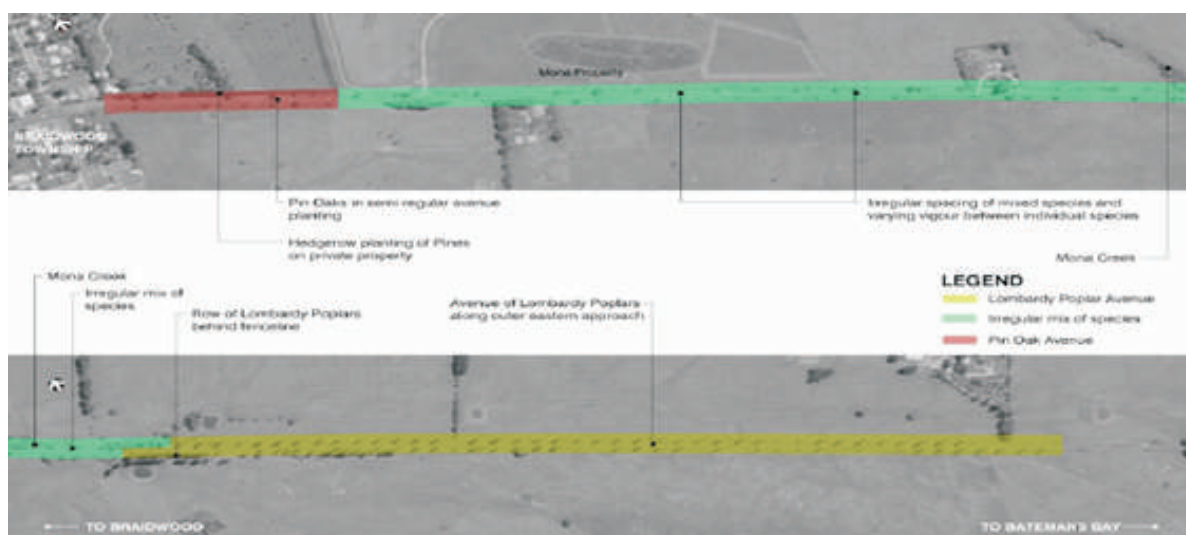 Mona Property
BRAIDWOOD
TOWNSHIP
Pin Oaks in semi-regular avenue
planting
Hedgerow planting of Pines
on private property
Irregular spacing of mixed species and
varying vigour between individual species
Mona Creek
Mona Creek
Irregular mix of
species
Row of Lombardy Poplars
behind fenceline
Avenue of Lombardy Poplars
along outer eastern approach
LEGEND
Lombardy Poplar Avenue
Irregular mix of species
Pin Oak Avenue
TO BRAIDWOOD
TO BATEMANS BAY